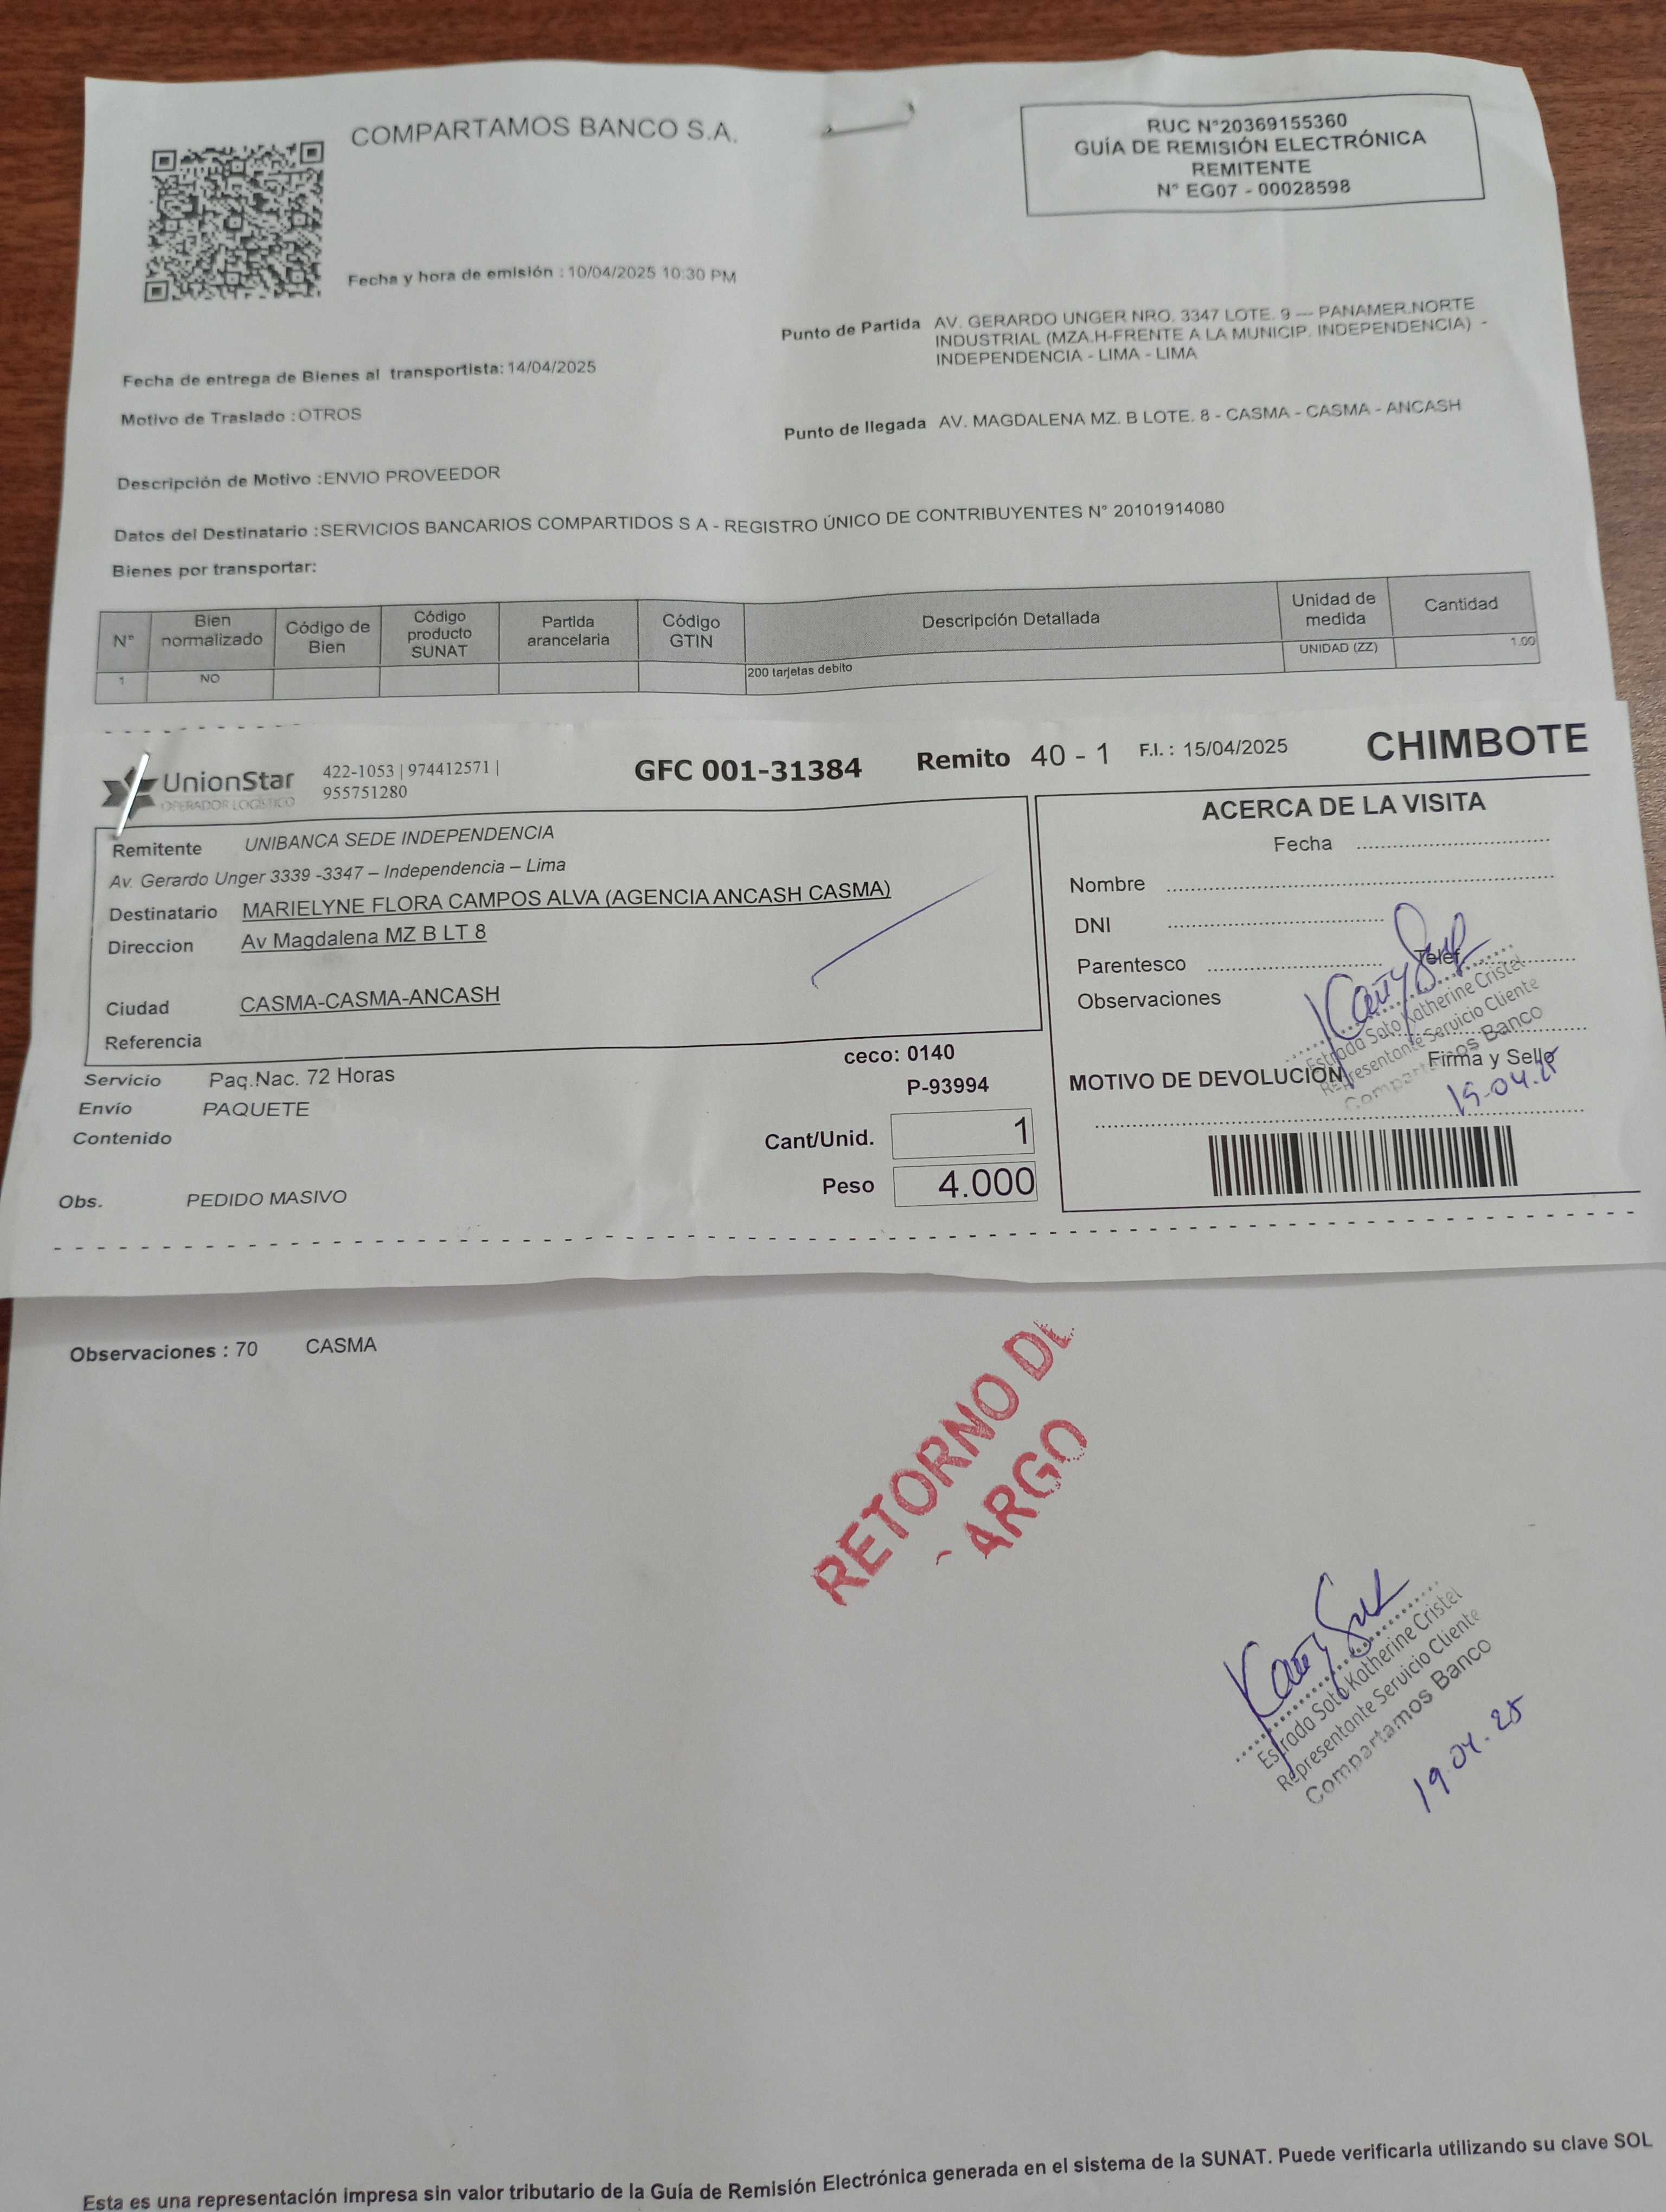 COMPARTAMOS BANCO S.A.
RUC N°20369155360
GUÍA DE REMISIÓN ELECTRÓNICA
REMITENTE
N° EG07 - 00028598
Fecha y hora de emisión : 10/04/2025 10:30 PM
Punto de Partida AV. GERARDO UNGER NRO. 3347 LOTE. 9 --- PANAMER.NORTE
INDUSTRIAL (MZA.H-FRENTE A LA MUNICIP. INDEPENDENCIA) -
INDEPENDENCIA - LIMA - LIMA
Fecha de entrega de Bienes al transportista: 14/04/2025
Motivo de Traslado : OTROS
Punto de llegada AV. MAGDALENA MZ. B LOTE. 8 - CASMA - CASMA - ANCASH
Descripción de Motivo : ENVIO PROVEEDOR
Datos del Destinatario : SERVICIOS BANCARIOS COMPARTIDOS S A - REGISTRO ÚNICO DE CONTRIBUYENTES N° 20101914080
Bienes por transportar:
N° Bien normalizado Código de Bien Código producto SUNAT Partida arancelaria Código GTIN Descripción Detallada Unidad de medida Cantidad
1 NO 200 tarjetas debito UNIDAD (ZZ) 1.00
UnionStar
OPERADOR LOGÍSTICO
422-1053 | 974412571 |
955751280
GFC 001-31384 Remito 40 - 1 F.I. : 15/04/2025 CHIMBOTE
Remitente UNIBANCA SEDE INDEPENDENCIA
Av. Gerardo Unger 3339 -3347 – Independencia – Lima
Destinatario MARIELYNE FLORA CAMPOS ALVA (AGENCIA ANCASH CASMA)
Direccion Av Magdalena MZ B LT 8
Ciudad CASMA-CASMA-ANCASH
Referencia
Servicio Paq.Nac. 72 Horas
Envío PAQUETE
Contenido
Obs. PEDIDO MASIVO
ceco: 0140
P-93994
Cant/Unid. 1
Peso 4.000
ACERCA DE LA VISITA
Fecha
Nombre
DNI
Parentesco Telef.
Observaciones
Estrada Soto Katherine Cristel
Representante Servicio Cliente
Compartamos Banco
Firma y Sello
MOTIVO DE DEVOLUCION
Observaciones : 70 CASMA
RETORNO DE
CARGO
Estrada Soto Katherine Cristel
Representante Servicio Cliente
Compartamos Banco
19.04.25
Esta es una representación impresa sin valor tributario de la Guía de Remisión Electrónica generada en el sistema de la SUNAT. Puede verificarla utilizando su clave SOL